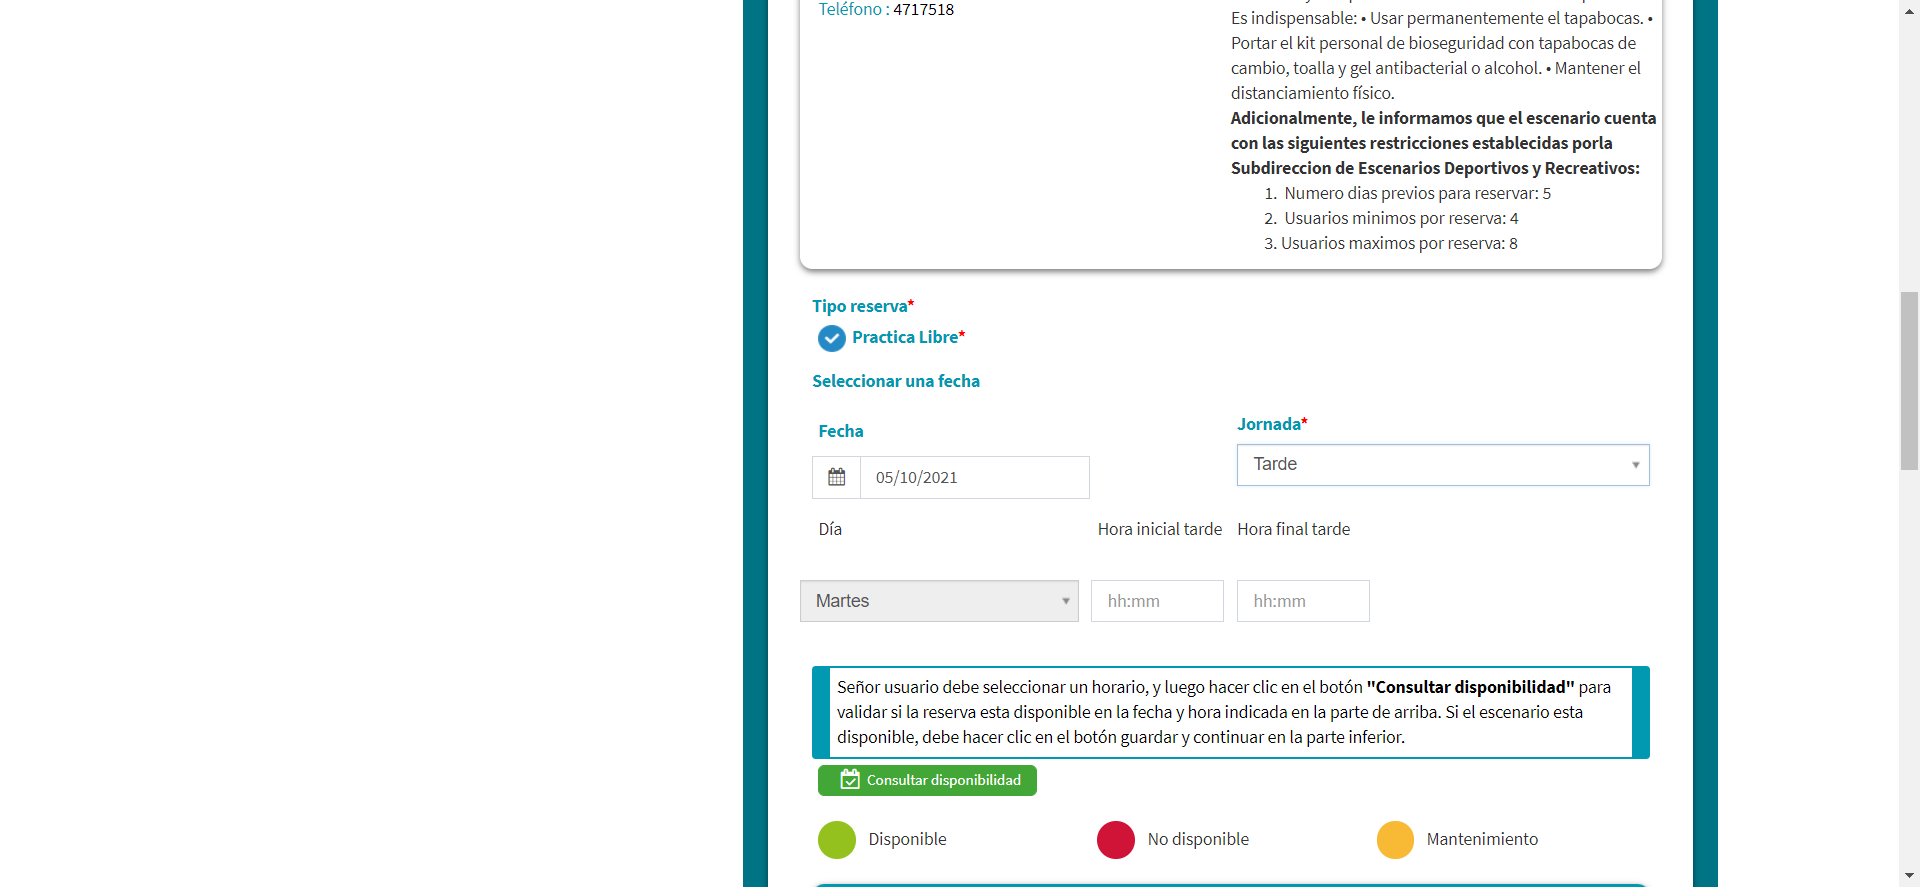 Teléfono : 4717518
Es indispensable: • Usar permanentemente el tapabocas. •
Portar el kit personal de bioseguridad con tapabocas de
cambio, toalla y gel antibacterial o alcohol. • Mantener el
distanciamiento físico.
Adicionalmente, le informamos que el escenario cuenta
con las siguientes restricciones establecidas porla
Subdireccion de Escenarios Deportivos y Recreativos:
1. Numero dias previos para reservar: 5
2. Usuarios minimos por reserva: 4
3. Usuarios maximos por reserva: 8
Tipo reserva*
Practica Libre*
Seleccionar una fecha
Fecha
Jornada*
05/10/2021
Tarde
Día
Hora inicial tarde
Hora final tarde
Martes
hh:mm
hh:mm
Señor usuario debe seleccionar un horario, y luego hacer clic en el botón "Consultar disponibilidad" para
validar si la reserva esta disponible en la fecha y hora indicada en la parte de arriba. Si el escenario esta
disponible, debe hacer clic en el botón guardar y continuar en la parte inferior.
Consultar disponibilidad
Disponible
No disponible
Mantenimiento